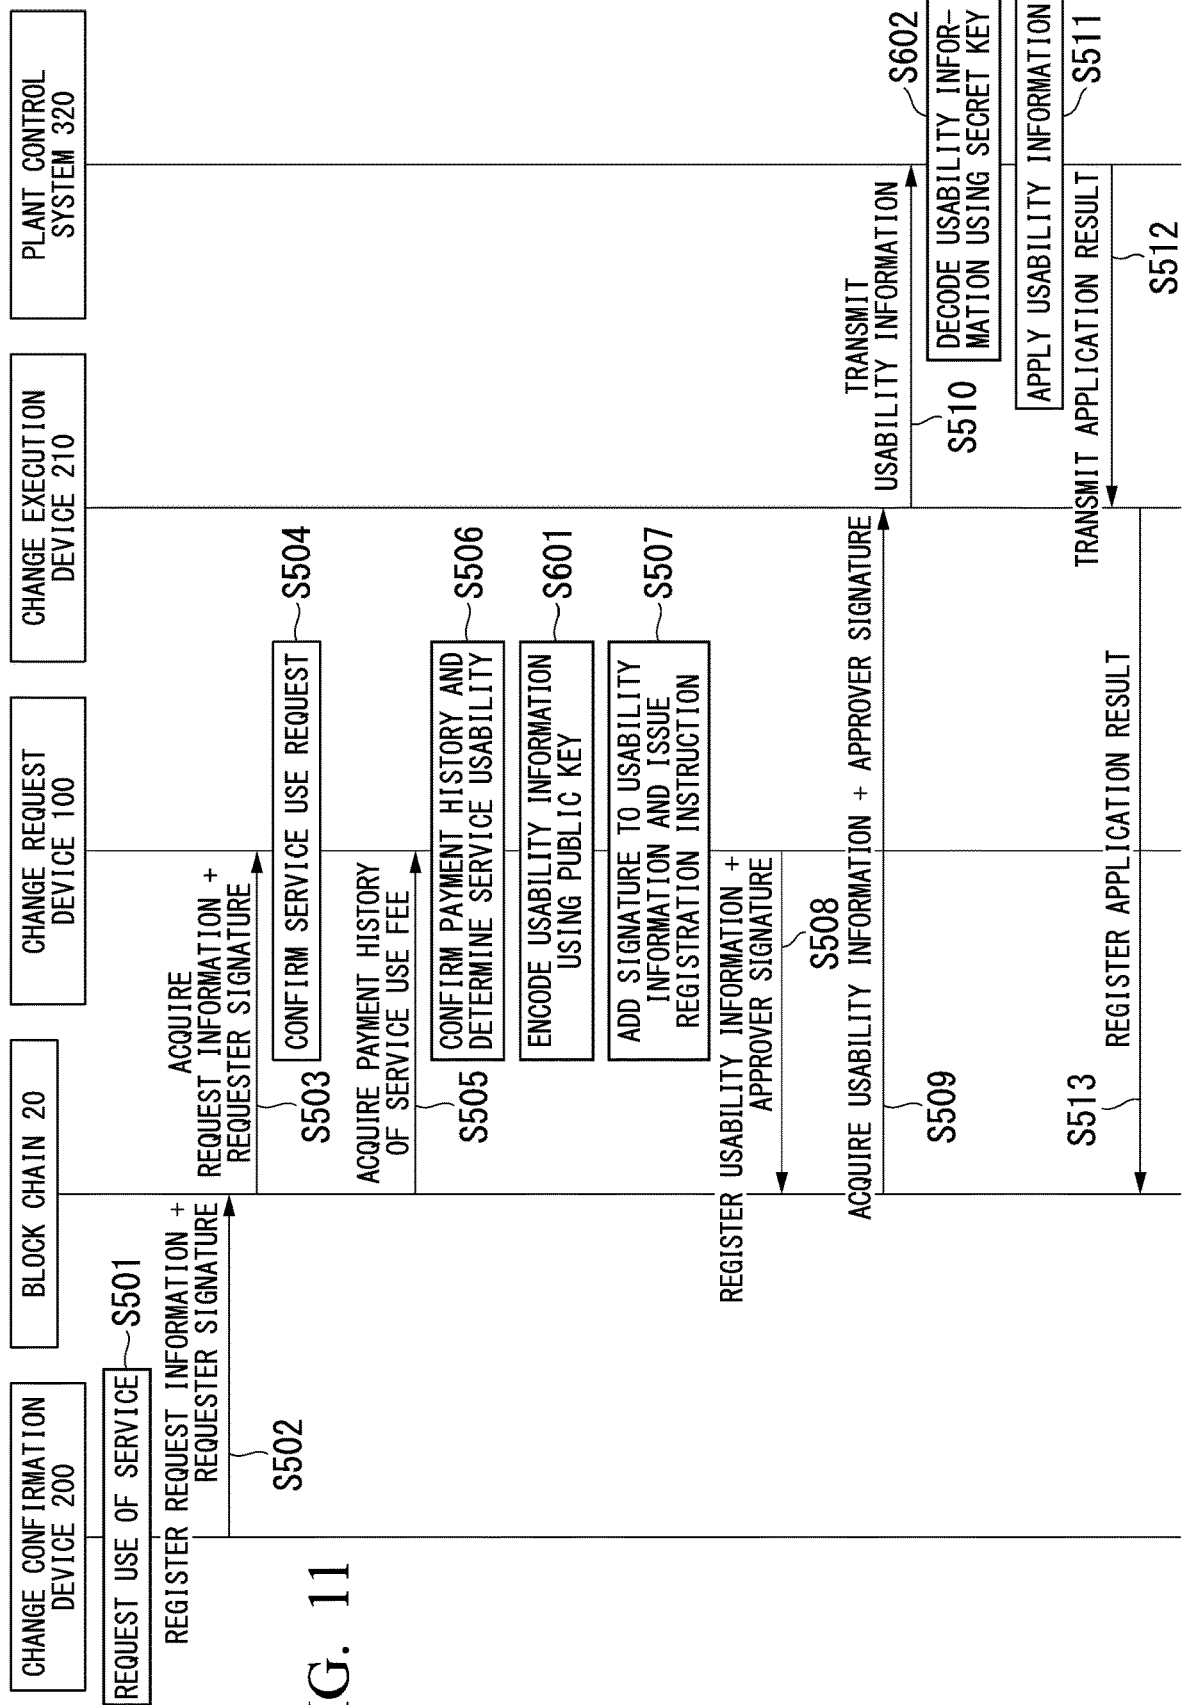 CHANGE CONFIRMATION
DEVICE 200
BLOCK CHAIN 20
CHANGE REQUEST
DEVICE 100
CHANGE EXECUTION
DEVICE 210
PLANT CONTROL
SYSTEM 320
REQUEST USE OF SERVICE
S501
REGISTER REQUEST INFORMATION +
REQUESTER SIGNATURE
S502
ACQUIRE
REQUEST INFORMATION +
REQUESTER SIGNATURE
S503
CONFIRM SERVICE USE REQUEST
S504
ACQUIRE PAYMENT HISTORY
OF SERVICE USE FEE
S505
CONFIRM PAYMENT HISTORY AND
DETERMINE SERVICE USABILITY
S506
ENCODE USABILITY INFORMATION
USING PUBLIC KEY
S601
ADD SIGNATURE TO USABILITY
INFORMATION AND ISSUE
REGISTRATION INSTRUCTION
S507
REGISTER USABILITY INFORMATION +
APPROVER SIGNATURE
S508
ACQUIRE USABILITY INFORMATION + APPROVER SIGNATURE
S509
TRANSMIT
USABILITY INFORMATION
S510
DECODE USABILITY INFOR-
MATION USING SECRET KEY
S602
APPLY USABILITY INFORMATION
S511
TRANSMIT APPLICATION RESULT
S512
REGISTER APPLICATION RESULT
S513
IG. 11